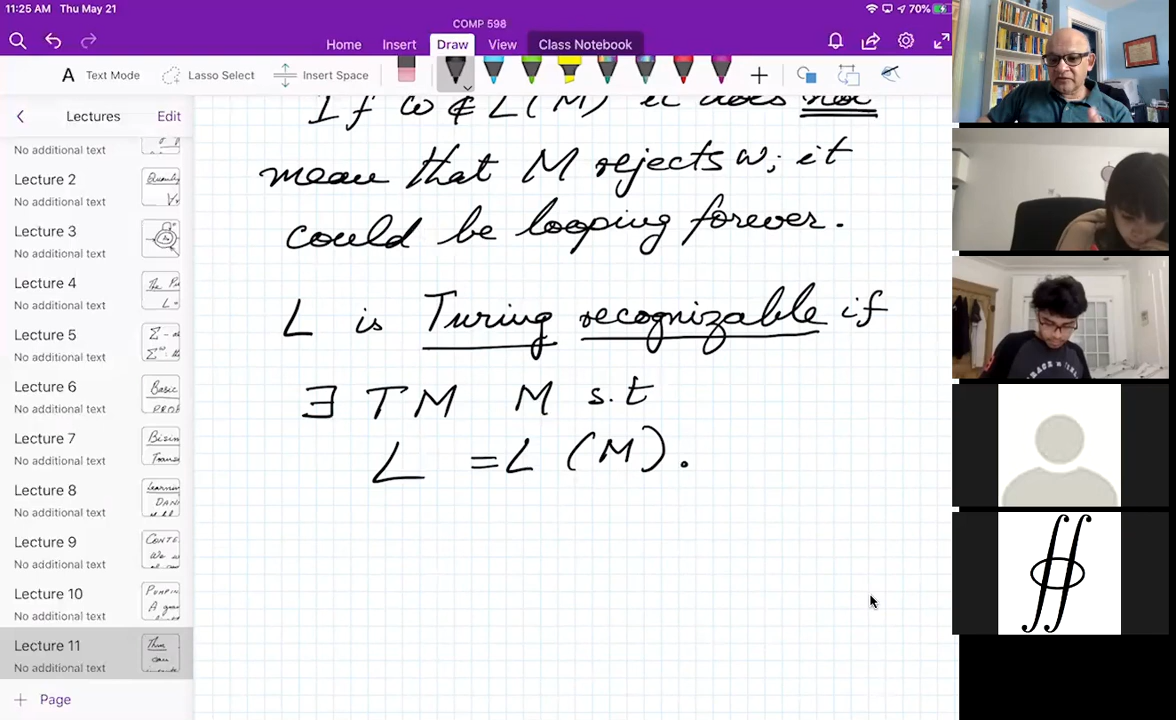 11:25 AM Thu May 21
70%
COMP 598
Home Insert Draw View Class Notebook
A Text Mode Lasso Select Insert Space
Lectures Edit
No additional text
Lecture 2
No additional text
Lecture 3
No additional text
Lecture 4
No additional text
Lecture 5
No additional text
Lecture 6
No additional text
Lecture 7
No additional text
Lecture 8
No additional text
Lecture 9
No additional text
Lecture 10
No additional text
Lecture 11
No additional text
+ Page
If ω ∉ L(M) it does not
mean that M rejects w; it
could be looping forever.
L is Turing recognizable if
∃ TM M s.t
L = L (M).
∯